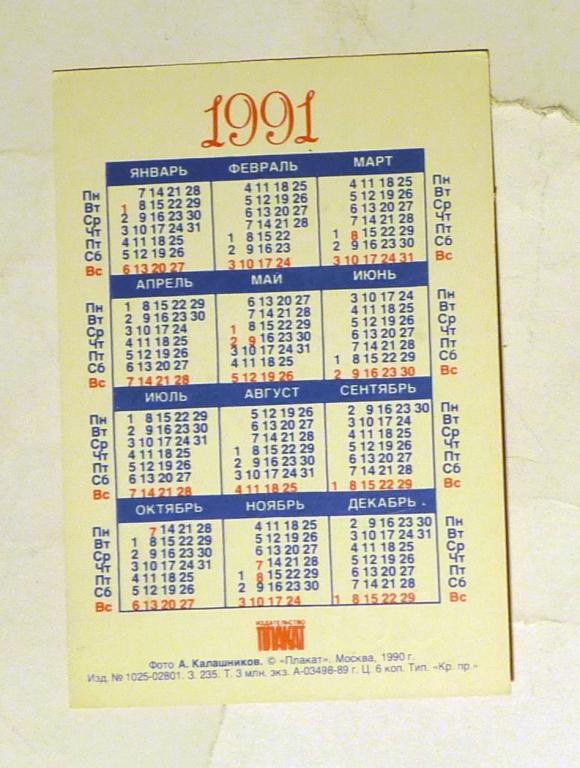 1991
ЯНВАРЬ ФЕВРАЛЬ МАРТ
Пн 7 14 21 28 4 11 18 25 4 11 18 25 Пн
Вт 1 8 15 22 29 5 12 19 26 5 12 19 26 Вт
Ср 2 9 16 23 30 6 13 20 27 6 13 20 27 Ср
Чт 3 10 17 24 31 7 14 21 28 7 14 21 28 Чт
Пт 4 11 18 25 1 8 15 22 1 8 15 22 29 Пт
Сб 5 12 19 26 2 9 16 23 2 9 16 23 30 Сб
Вс 6 13 20 27 3 10 17 24 3 10 17 24 31 Вс
АПРЕЛЬ МАЙ ИЮНЬ
Пн 1 8 15 22 29 6 13 20 27 3 10 17 24 Пн
Вт 2 9 16 23 30 7 14 21 28 4 11 18 25 Вт
Ср 3 10 17 24 1 8 15 22 29 5 12 19 26 Ср
Чт 4 11 18 25 2 9 16 23 30 6 13 20 27 Чт
Пт 5 12 19 26 3 10 17 24 31 7 14 21 28 Пт
Сб 6 13 20 27 4 11 18 25 1 8 15 22 29 Сб
Вс 7 14 21 28 5 12 19 26 2 9 16 23 30 Вс
ИЮЛЬ АВГУСТ СЕНТЯБРЬ
Пн 1 8 15 22 29 5 12 19 26 2 9 16 23 30 Пн
Вт 2 9 16 23 30 6 13 20 27 3 10 17 24 Вт
Ср 3 10 17 24 31 7 14 21 28 4 11 18 25 Ср
Чт 4 11 18 25 1 8 15 22 29 5 12 19 26 Чт
Пт 5 12 19 26 2 9 16 23 30 6 13 20 27 Пт
Сб 6 13 20 27 3 10 17 24 31 7 14 21 28 Сб
Вс 7 14 21 28 4 11 18 25 1 8 15 22 29 Вс
ОКТЯБРЬ НОЯБРЬ ДЕКАБРЬ
Пн 7 14 21 28 4 11 18 25 2 9 16 23 30 Пн
Вт 1 8 15 22 29 5 12 19 26 3 10 17 24 31 Вт
Ср 2 9 16 23 30 6 13 20 27 4 11 18 25 Ср
Чт 3 10 17 24 31 7 14 21 28 5 12 19 26 Чт
Пт 4 11 18 25 1 8 15 22 29 6 13 20 27 Пт
Сб 5 12 19 26 2 9 16 23 30 7 14 21 28 Сб
Вс 6 13 20 27 3 10 17 24 1 8 15 22 29 Вс
ИЗДАТЕЛЬСТВО
ПЛАКАТ
Фото А. Калашников. © «Плакат». Москва, 1990 г.
Изд. № 1025-02801. З. 235. Т. 3 млн. экз. А-03498-89 г. Ц. 6 коп. Тип. "Кр. пр."